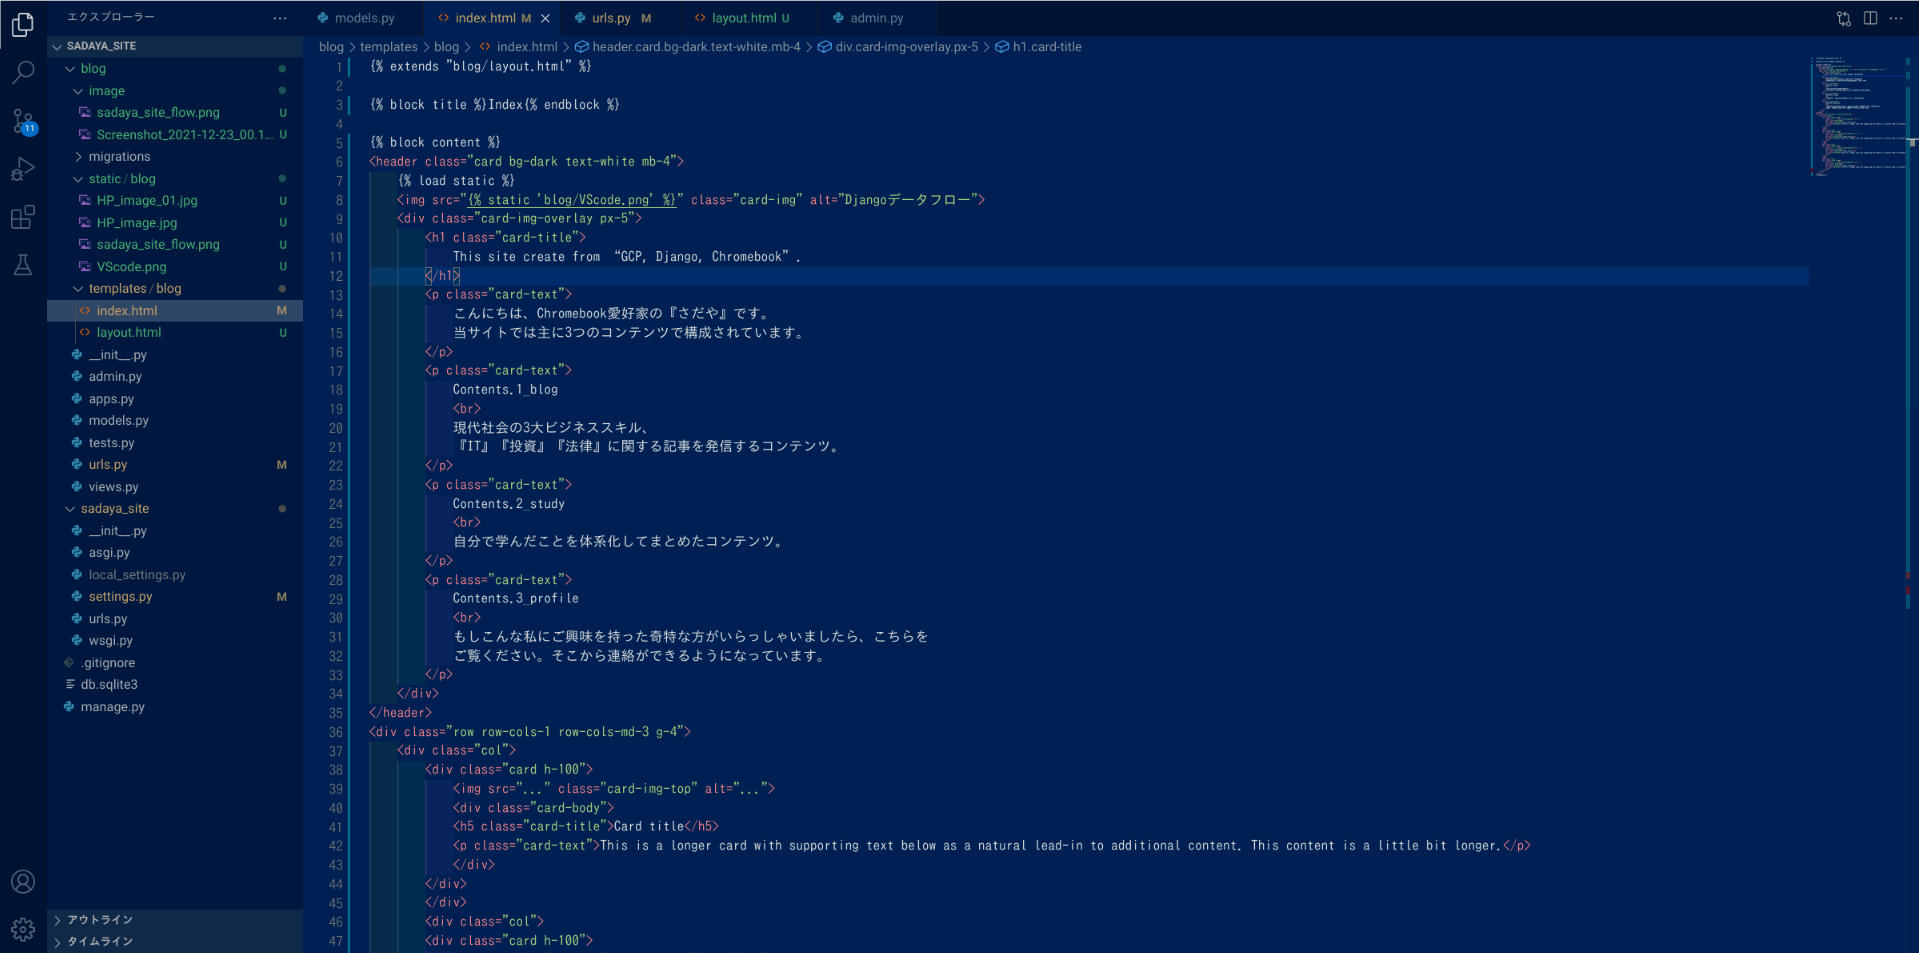 エクスプローラー ...
SADAYA_SITE
blog
image
sadaya_site_flow.png U
Screenshot_2021-12-23_00.1... U
11
migrations
static / blog
HP_image_01.jpg U
HP_image.jpg U
sadaya_site_flow.png U
VScode.png U
templates / blog
index.html M
layout.html U
__init__.py
admin.py
apps.py
models.py
tests.py
urls.py M
views.py
sadaya_site
__init__.py
asgi.py
local_settings.py
settings.py M
urls.py
wsgi.py
.gitignore
db.sqlite3
manage.py
アウトライン
タイムライン
models.py index.html M urls.py M layout.html U admin.py
blog > templates > blog > index.html > header.card.bg-dark.text-white.mb-4 > div.card-img-overlay.px-5 > h1.card-title
1 {% extends "blog/layout.html" %}
2
3 {% block title %}Index{% endblock %}
4
5 {% block content %}
6 <header class="card bg-dark text-white mb-4">
7 {% load static %}
8 <img src="{% static 'blog/VScode.png' %}" class="card-img" alt="Djangoデータフロー">
9 <div class="card-img-overlay px-5">
10 <h1 class="card-title">
11 This site create from “GCP, Django, Chromebook”.
12 </h1>
13 <p class="card-text">
14 こんにちは、Chromebook愛好家の『さだや』です。
15 当サイトでは主に3つのコンテンツで構成されています。
16 </p>
17 <p class="card-text">
18 Contents.1_blog
19 <br>
20 現代社会の3大ビジネススキル、
21 『IT』『投資』『法律』に関する記事を発信するコンテンツ。
22 </p>
23 <p class="card-text">
24 Contents.2_study
25 <br>
26 自分で学んだことを体系化してまとめたコンテンツ。
27 </p>
28 <p class="card-text">
29 Contents.3_profile
30 <br>
31 もしこんな私にご興味を持った奇特な方がいらっしゃいましたら、こちらを
32 ご覧ください。そこから連絡ができるようになっています。
33 </p>
34 </div>
35 </header>
36 <div class="row row-cols-1 row-cols-md-3 g-4">
37 <div class="col">
38 <div class="card h-100">
39 <img src="..." class="card-img-top" alt="...">
40 <div class="card-body">
41 <h5 class="card-title">Card title</h5>
42 <p class="card-text">This is a longer card with supporting text below as a natural lead-in to additional content. This content is a little bit longer.</p>
43 </div>
44 </div>
45 </div>
46 <div class="col">
47 <div class="card h-100">